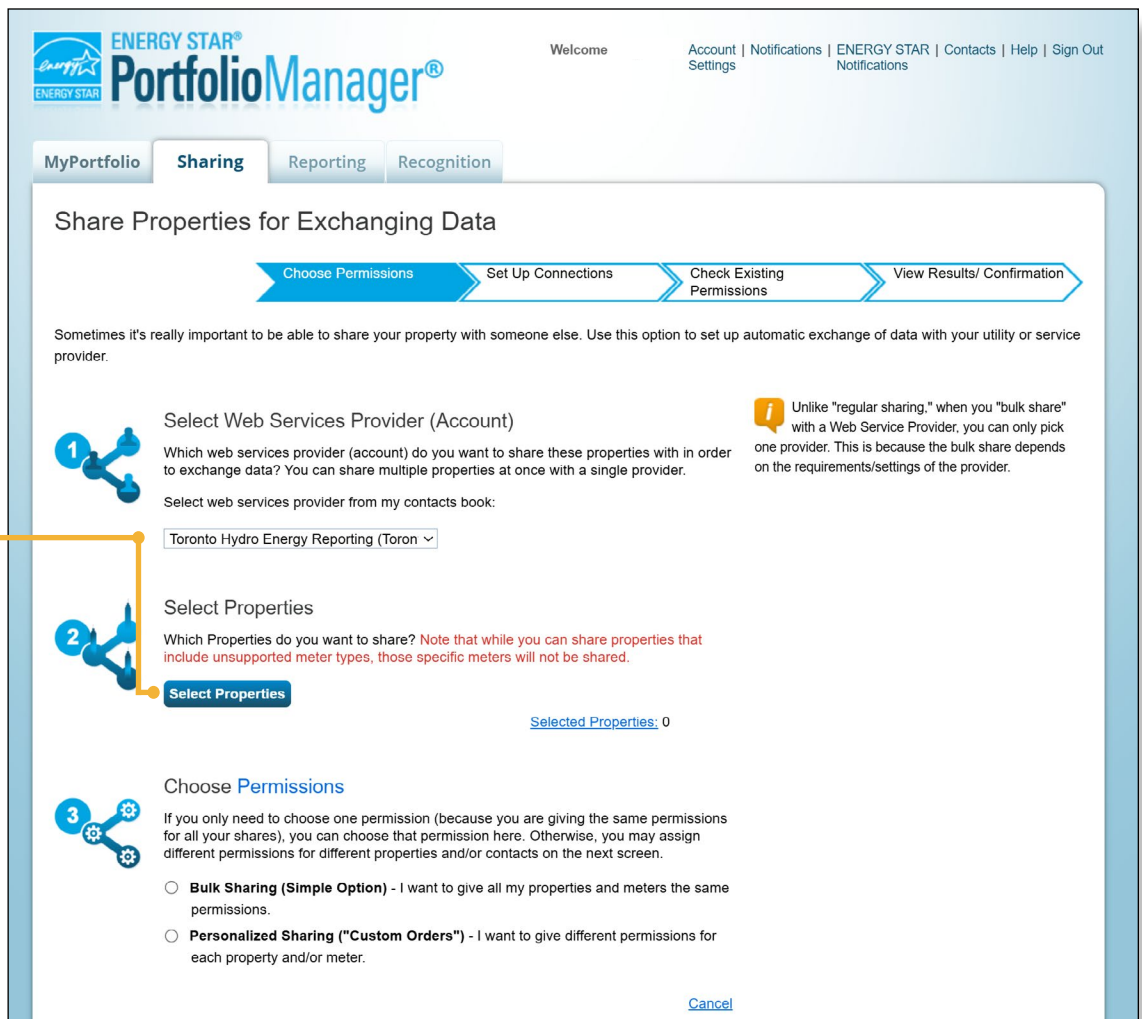 ENERGY STAR®
PortfolioManager®
energy
ENERGY STAR
Welcome
Account Settings | Notifications | ENERGY STAR Notifications | Contacts | Help | Sign Out
MyPortfolio
Sharing
Reporting
Recognition
Share Properties for Exchanging Data
Choose Permissions
Set Up Connections
Check Existing
Permissions
View Results/ Confirmation
Sometimes it's really important to be able to share your property with someone else. Use this option to set up automatic exchange of data with your utility or service
provider.
1
Select Web Services Provider (Account)
Which web services provider (account) do you want to share these properties with in order
to exchange data? You can share multiple properties at once with a single provider.
Select web services provider from my contacts book:
Toronto Hydro Energy Reporting (Toron
i
Unlike "regular sharing," when you "bulk share"
with a Web Service Provider, you can only pick
one provider. This is because the bulk share depends
on the requirements/settings of the provider.
2
Select Properties
Which Properties do you want to share? Note that while you can share properties that
include unsupported meter types, those specific meters will not be shared.
Select Properties
Selected Properties: 0
3
Choose Permissions
If you only need to choose one permission (because you are giving the same permissions
for all your shares), you can choose that permission here. Otherwise, you may assign
different permissions for different properties and/or contacts on the next screen.
Bulk Sharing (Simple Option) - I want to give all my properties and meters the same
permissions.
Personalized Sharing ("Custom Orders") - I want to give different permissions for
each property and/or meter.
Cancel